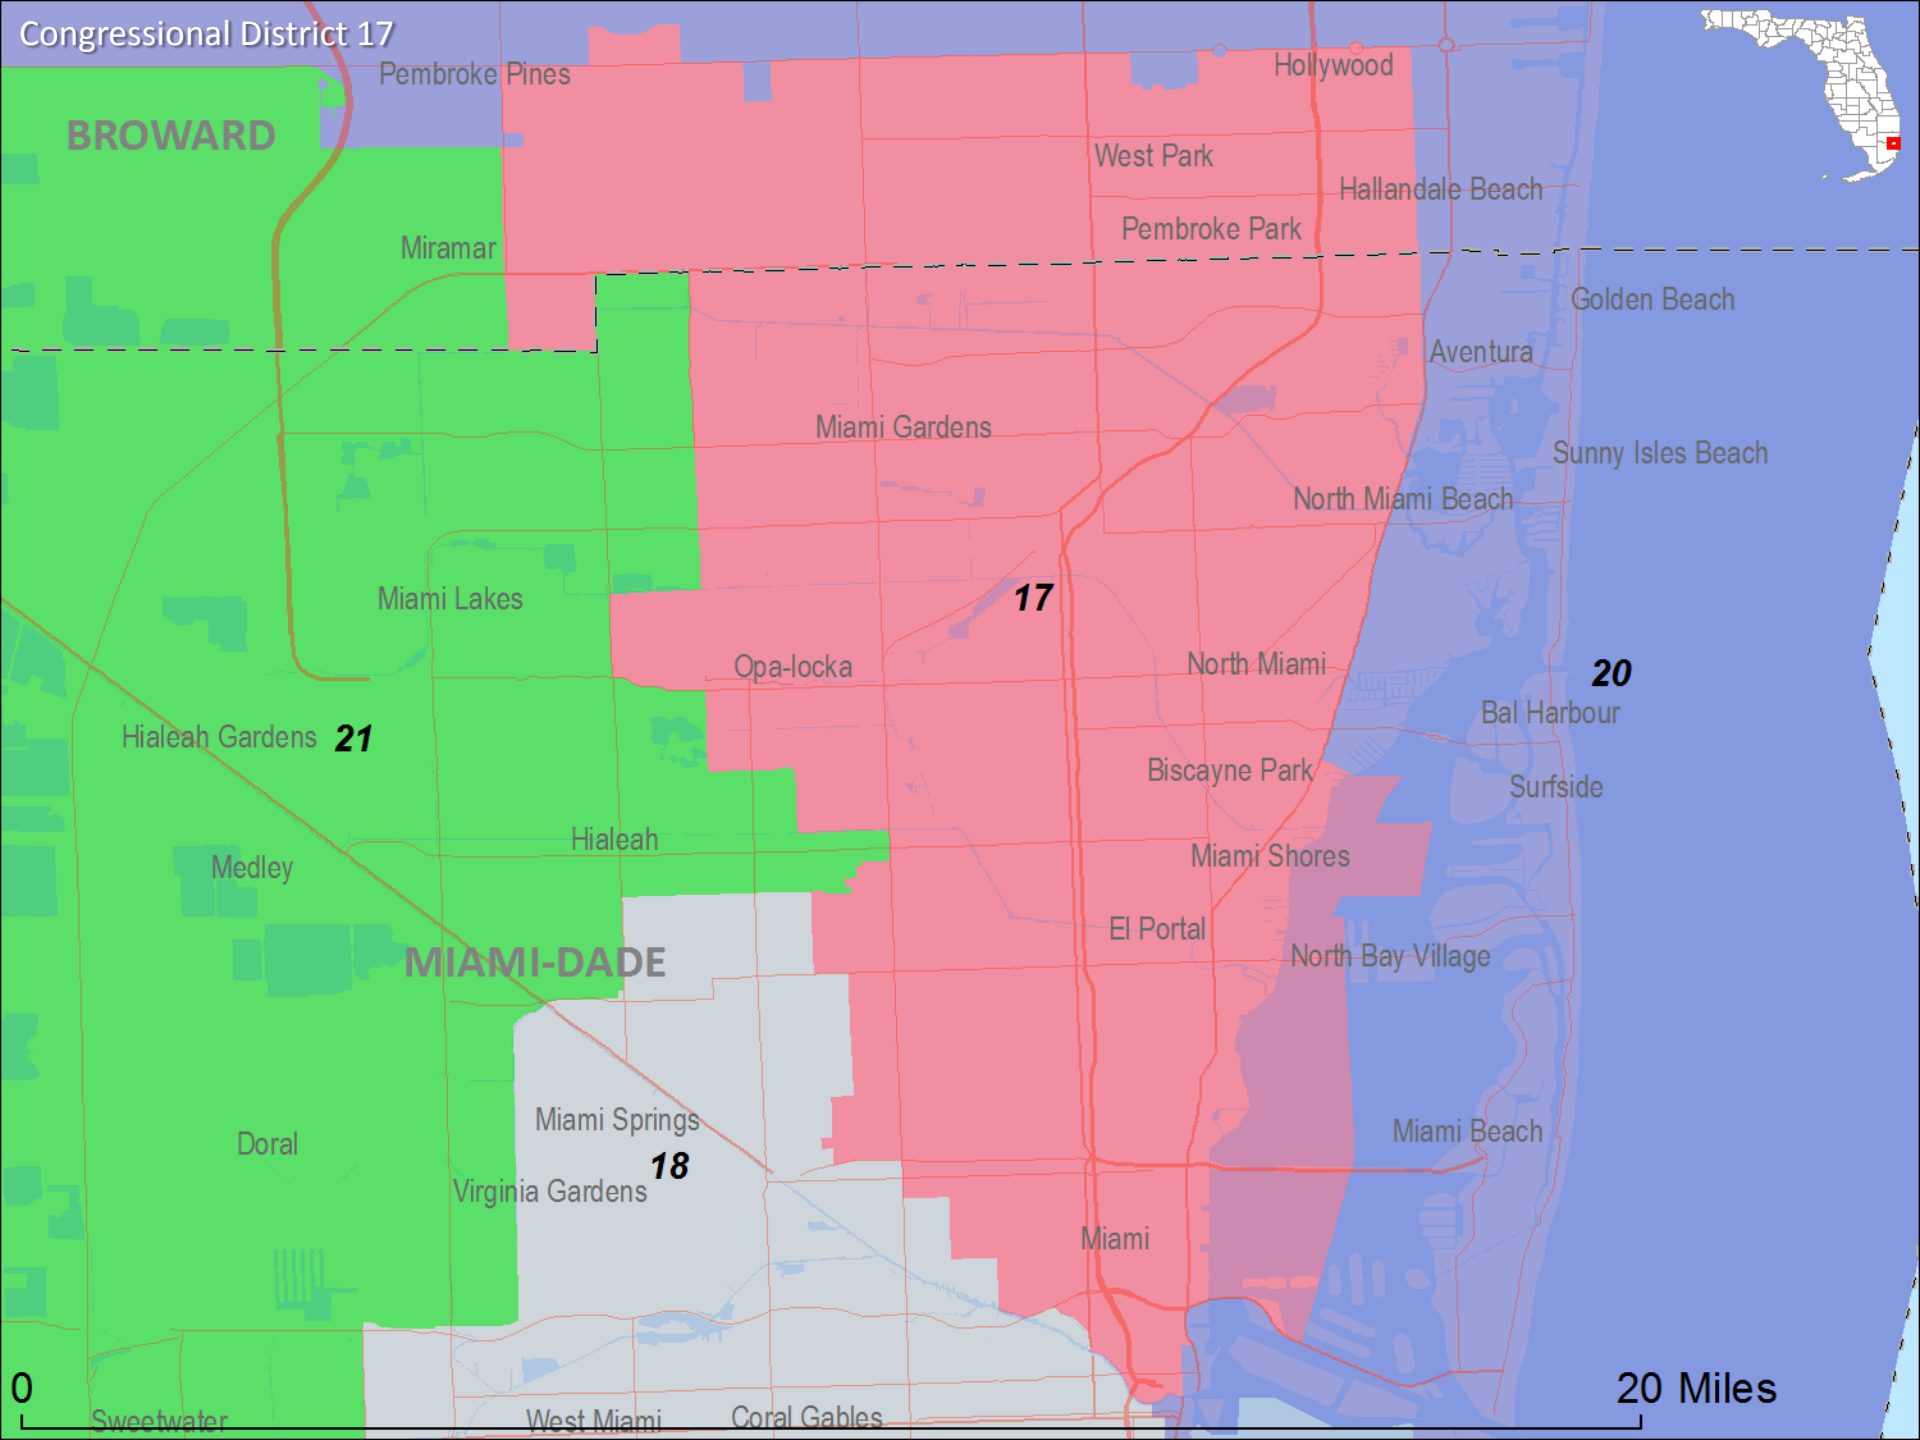 Congressional District 17
Pembroke Pines
Hollywood
BROWARD
West Park
Hallandale Beach
Pembroke Park
Miramar
Golden Beach
Aventura
Miami Gardens
Sunny Isles Beach
North Miami Beach
17
Miami Lakes
Opa-locka
North Miami
20
Bal Harbour
Hialeah Gardens
21
Biscayne Park
Surfside
Hialeah
Medley
Miami Shores
El Portal
North Bay Village
MIAMI-DADE
Miami Springs
Miami Beach
Doral
18
Virginia Gardens
Miami
0
20 Miles
Sweetwater
West Miami
Coral Gables